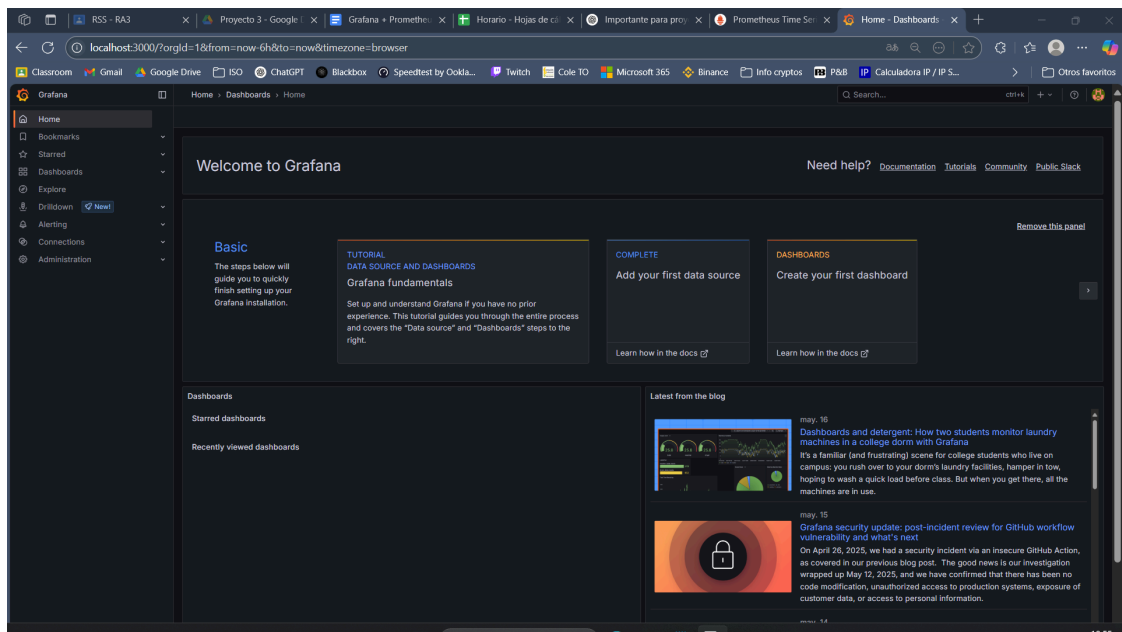 RSS - RA3
Proyecto 3 - Google D
Grafana + Prometheu
Horario - Hojas de cál
Importante para proy
Prometheus Time Ser
Home - Dashboards -
localhost:3000/?orgId=1&from=now-6h&to=now&timezone=browser
Classroom
Gmail
Google Drive
ISO
ChatGPT
Blackbox
Speedtest by Ookla...
Twitch
Cole TO
Microsoft 365
Binance
Info cryptos
P&B
Calculadora IP / IP S...
Otros favoritos
Grafana
Home › Dashboards › Home
Search...
ctrl+k
Home
Bookmarks
Starred
Dashboards
Explore
Drilldown
New!
Alerting
Connections
Administration
Welcome to Grafana
Need help?
Documentation
Tutorials
Community
Public Slack
Remove this panel
Basic
The steps below will
guide you to quickly
finish setting up your
Grafana installation.
TUTORIAL
DATA SOURCE AND DASHBOARDS
Grafana fundamentals
Set up and understand Grafana if you have no prior
experience. This tutorial guides you through the entire process
and covers the "Data source" and "Dashboards" steps to the
right.
COMPLETE
Add your first data source
Learn how in the docs
DASHBOARDS
Create your first dashboard
Learn how in the docs
Dashboards
Starred dashboards
Recently viewed dashboards
Latest from the blog
may. 16
Dashboards and detergent: How two students monitor laundry
machines in a college dorm with Grafana
It's a familiar (and frustrating) scene for college students who live on
campus: you rush over to your dorm's laundry facilities, hamper in tow,
hoping to wash a quick load before class. But when you get there, all the
machines are in use.
may. 15
Grafana security update: post-incident review for GitHub workflow
vulnerability and what's next
On April 26, 2025, we had a security incident via an insecure GitHub Action,
as covered in our previous blog post. The good news is our investigation
wrapped up May 12, 2025, and we have confirmed that there has been no
code modification, unauthorized access to production systems, exposure of
customer data, or access to personal information.
may. 14